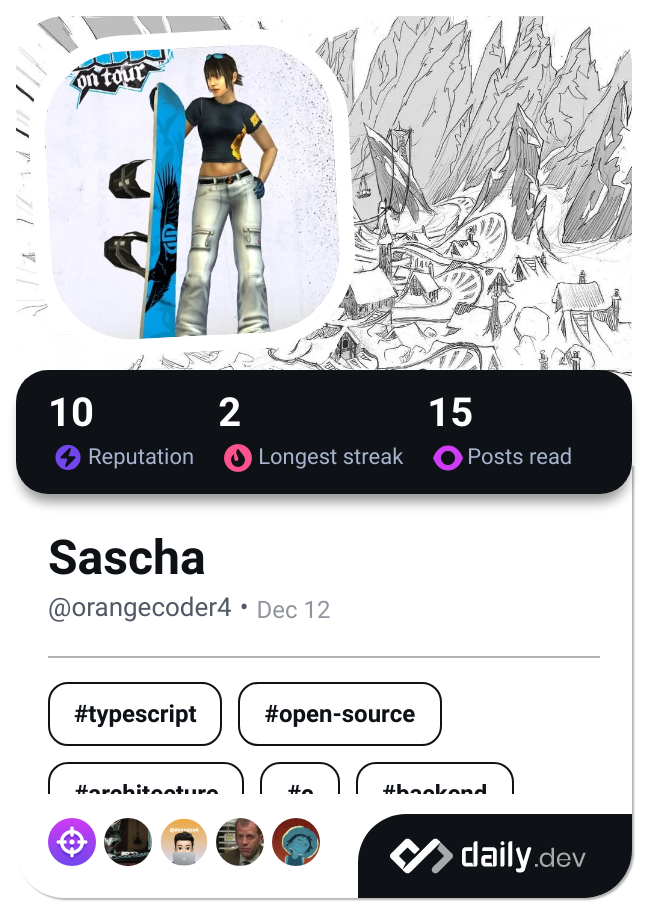 on tour
10 2 15
Reputation Longest streak Posts read
Sascha
@orangecoder4 • Dec 12
#typescript #open-source
#architecture #c #backend
daily.dev